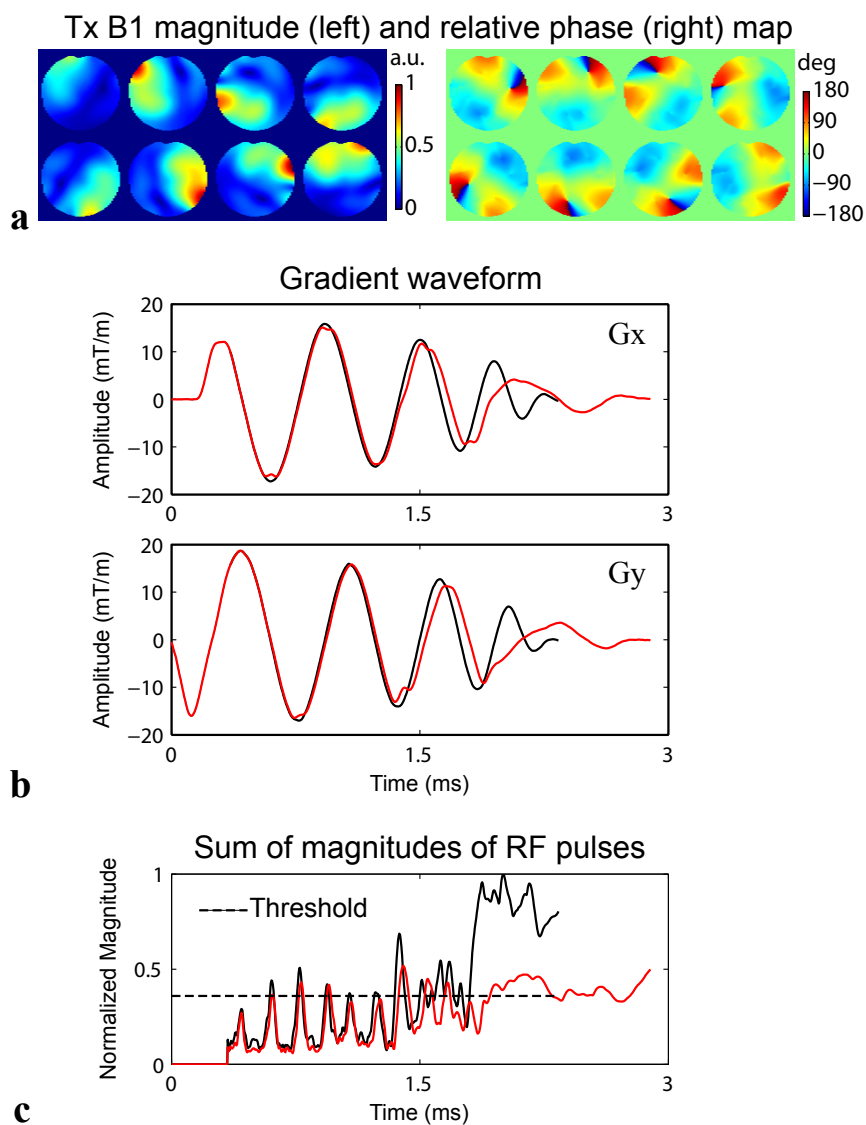 Tx B1 magnitude (left) and relative phase (right) map
a.u.
1
0.5
0
deg
180
90
0
−90
−180
a
Gradient waveform
Amplitude (mT/m)
20
10
0
−10
−20
Gx
0
1.5
3
Amplitude (mT/m)
20
10
0
−10
−20
Gy
0
1.5
3
Time (ms)
b
Sum of magnitudes of RF pulses
Normalized Magnitude
1
0.5
0
Threshold
0
1.5
3
Time (ms)
c